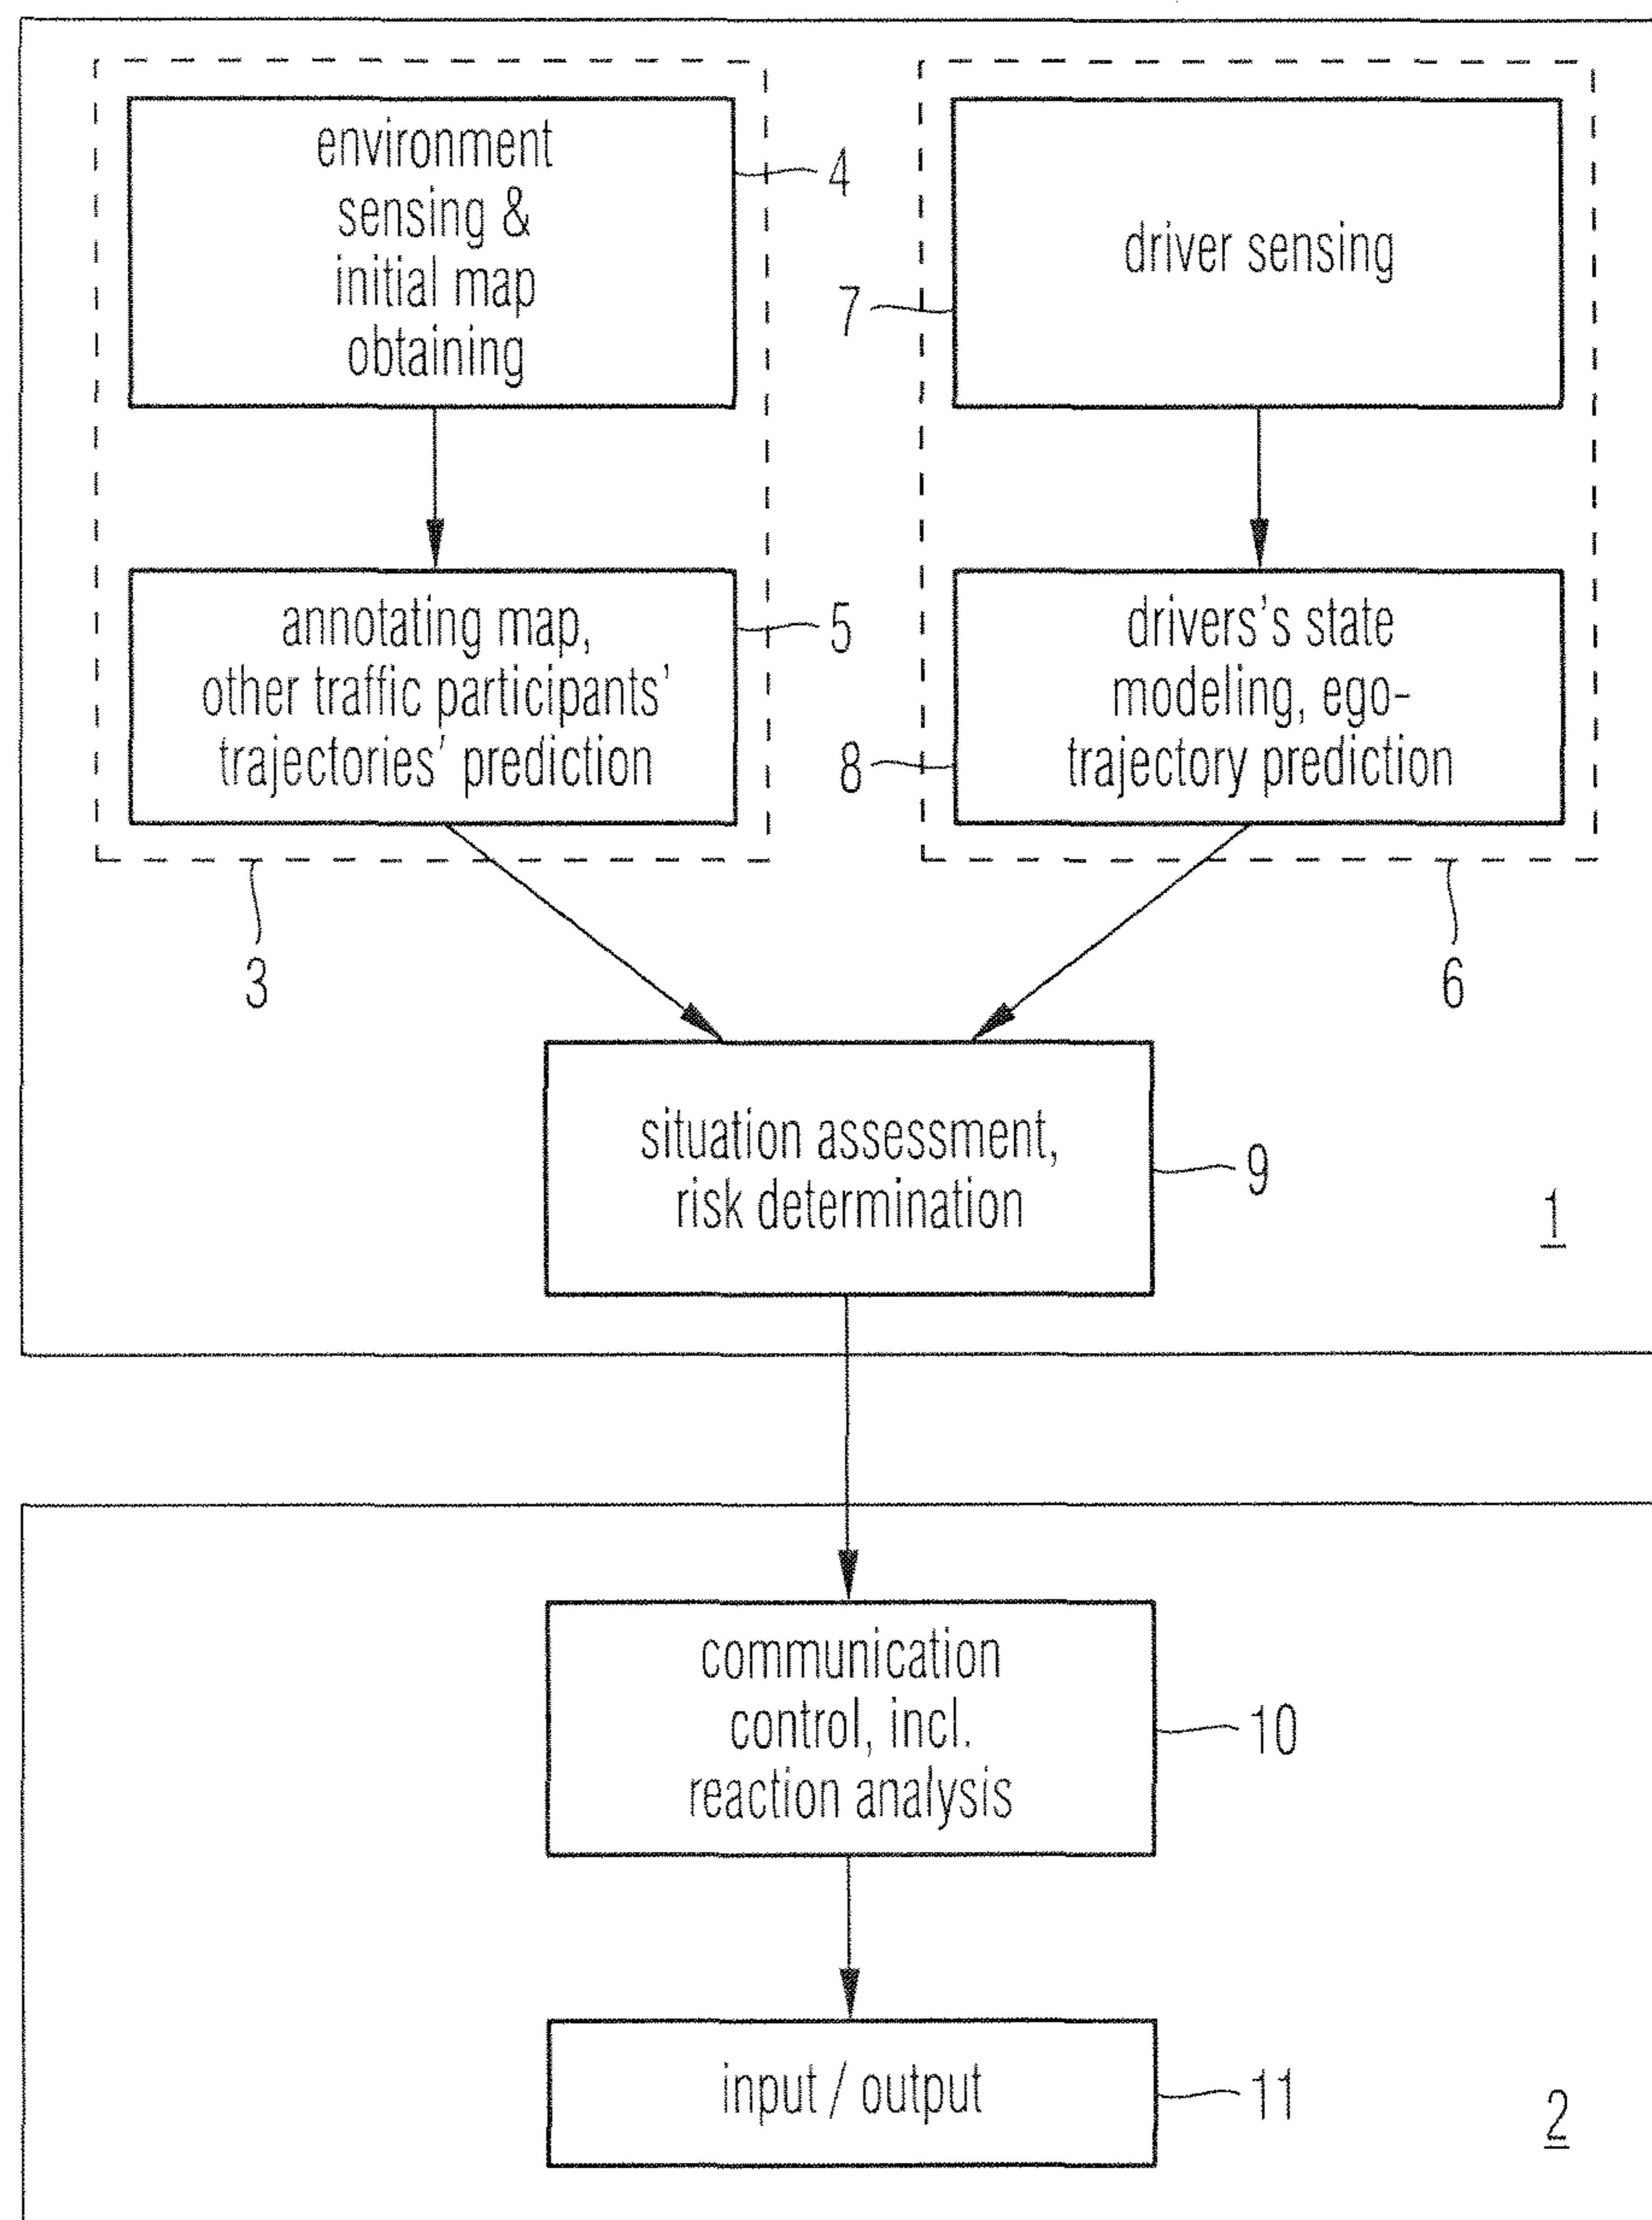 environment
sensing &
initial map
obtaining
4
driver sensing
7
annotating map,
other traffic participants'
trajectories' prediction
5
drivers's state
modeling, ego-
trajectory prediction
8
3
6
situation assessment,
risk determination
9
1
communication
control, incl.
reaction analysis
10
input / output
11
2